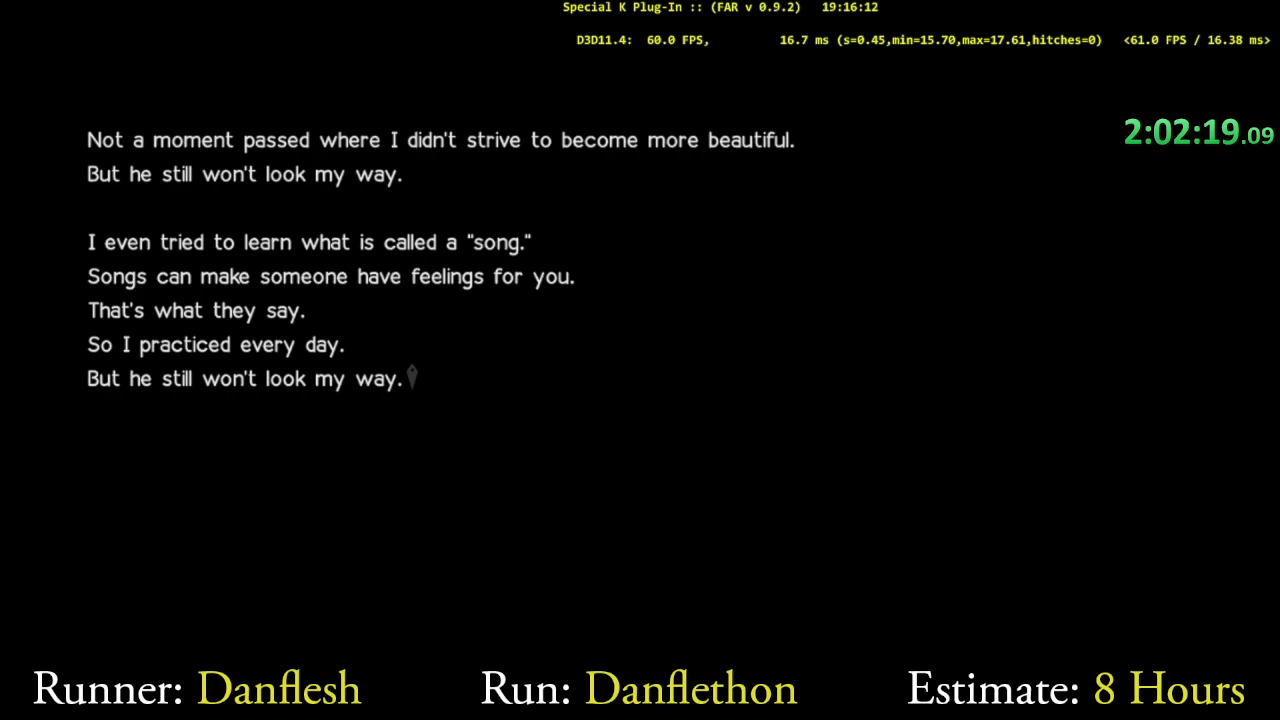 Special K Plug-In :: (FAR v 0.9.2) 19:16:12
D3D11.4: 60.0 FPS, 16.7 ms (s=0.45,min=15.70,max=17.61,hitches=0) <61.0 FPS / 16.38 ms>
2:02:19.09
Not a moment passed where I didn't strive to become more beautiful.
But he still won't look my way.
I even tried to learn what is called a "song."
Songs can make someone have feelings for you.
That's what they say.
So I practiced every day.
But he still won't look my way.
Runner: Danflesh Run: Danflethon Estimate: 8 Hours